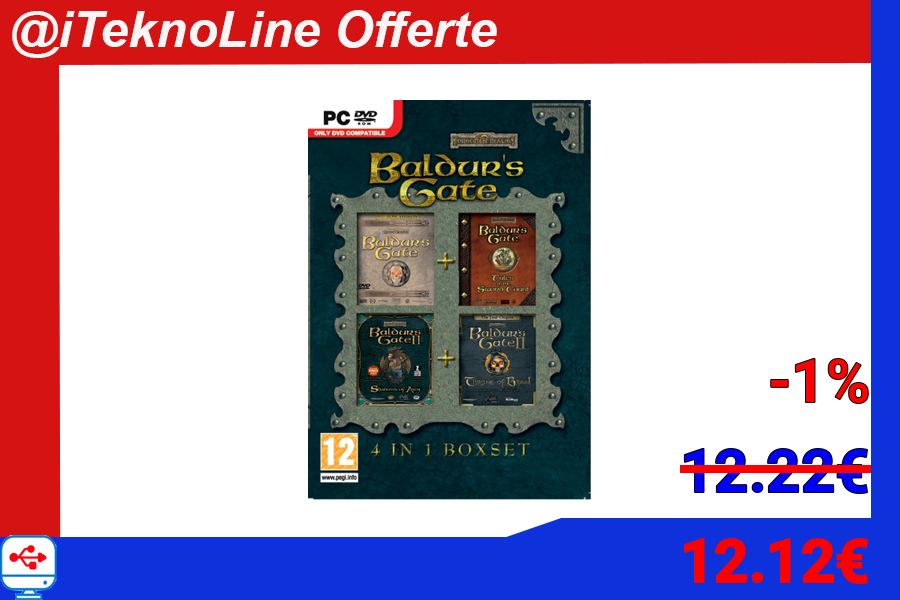 @iTeknoLine Offerte
PC DVD
ROM
ONLY DVD COMPATIBLE
Baldur's
Gate
Baldur's
Gate
DVD
Baldur's
Gate
Tales
of the
Sword Coast
Baldur's
Gate II
Shadows of Amn
Baldur's
Gate II
Throne of Bhaal
12
www.pegi.info
4 IN 1 BOXSET
-1%
12.22€
12.12€